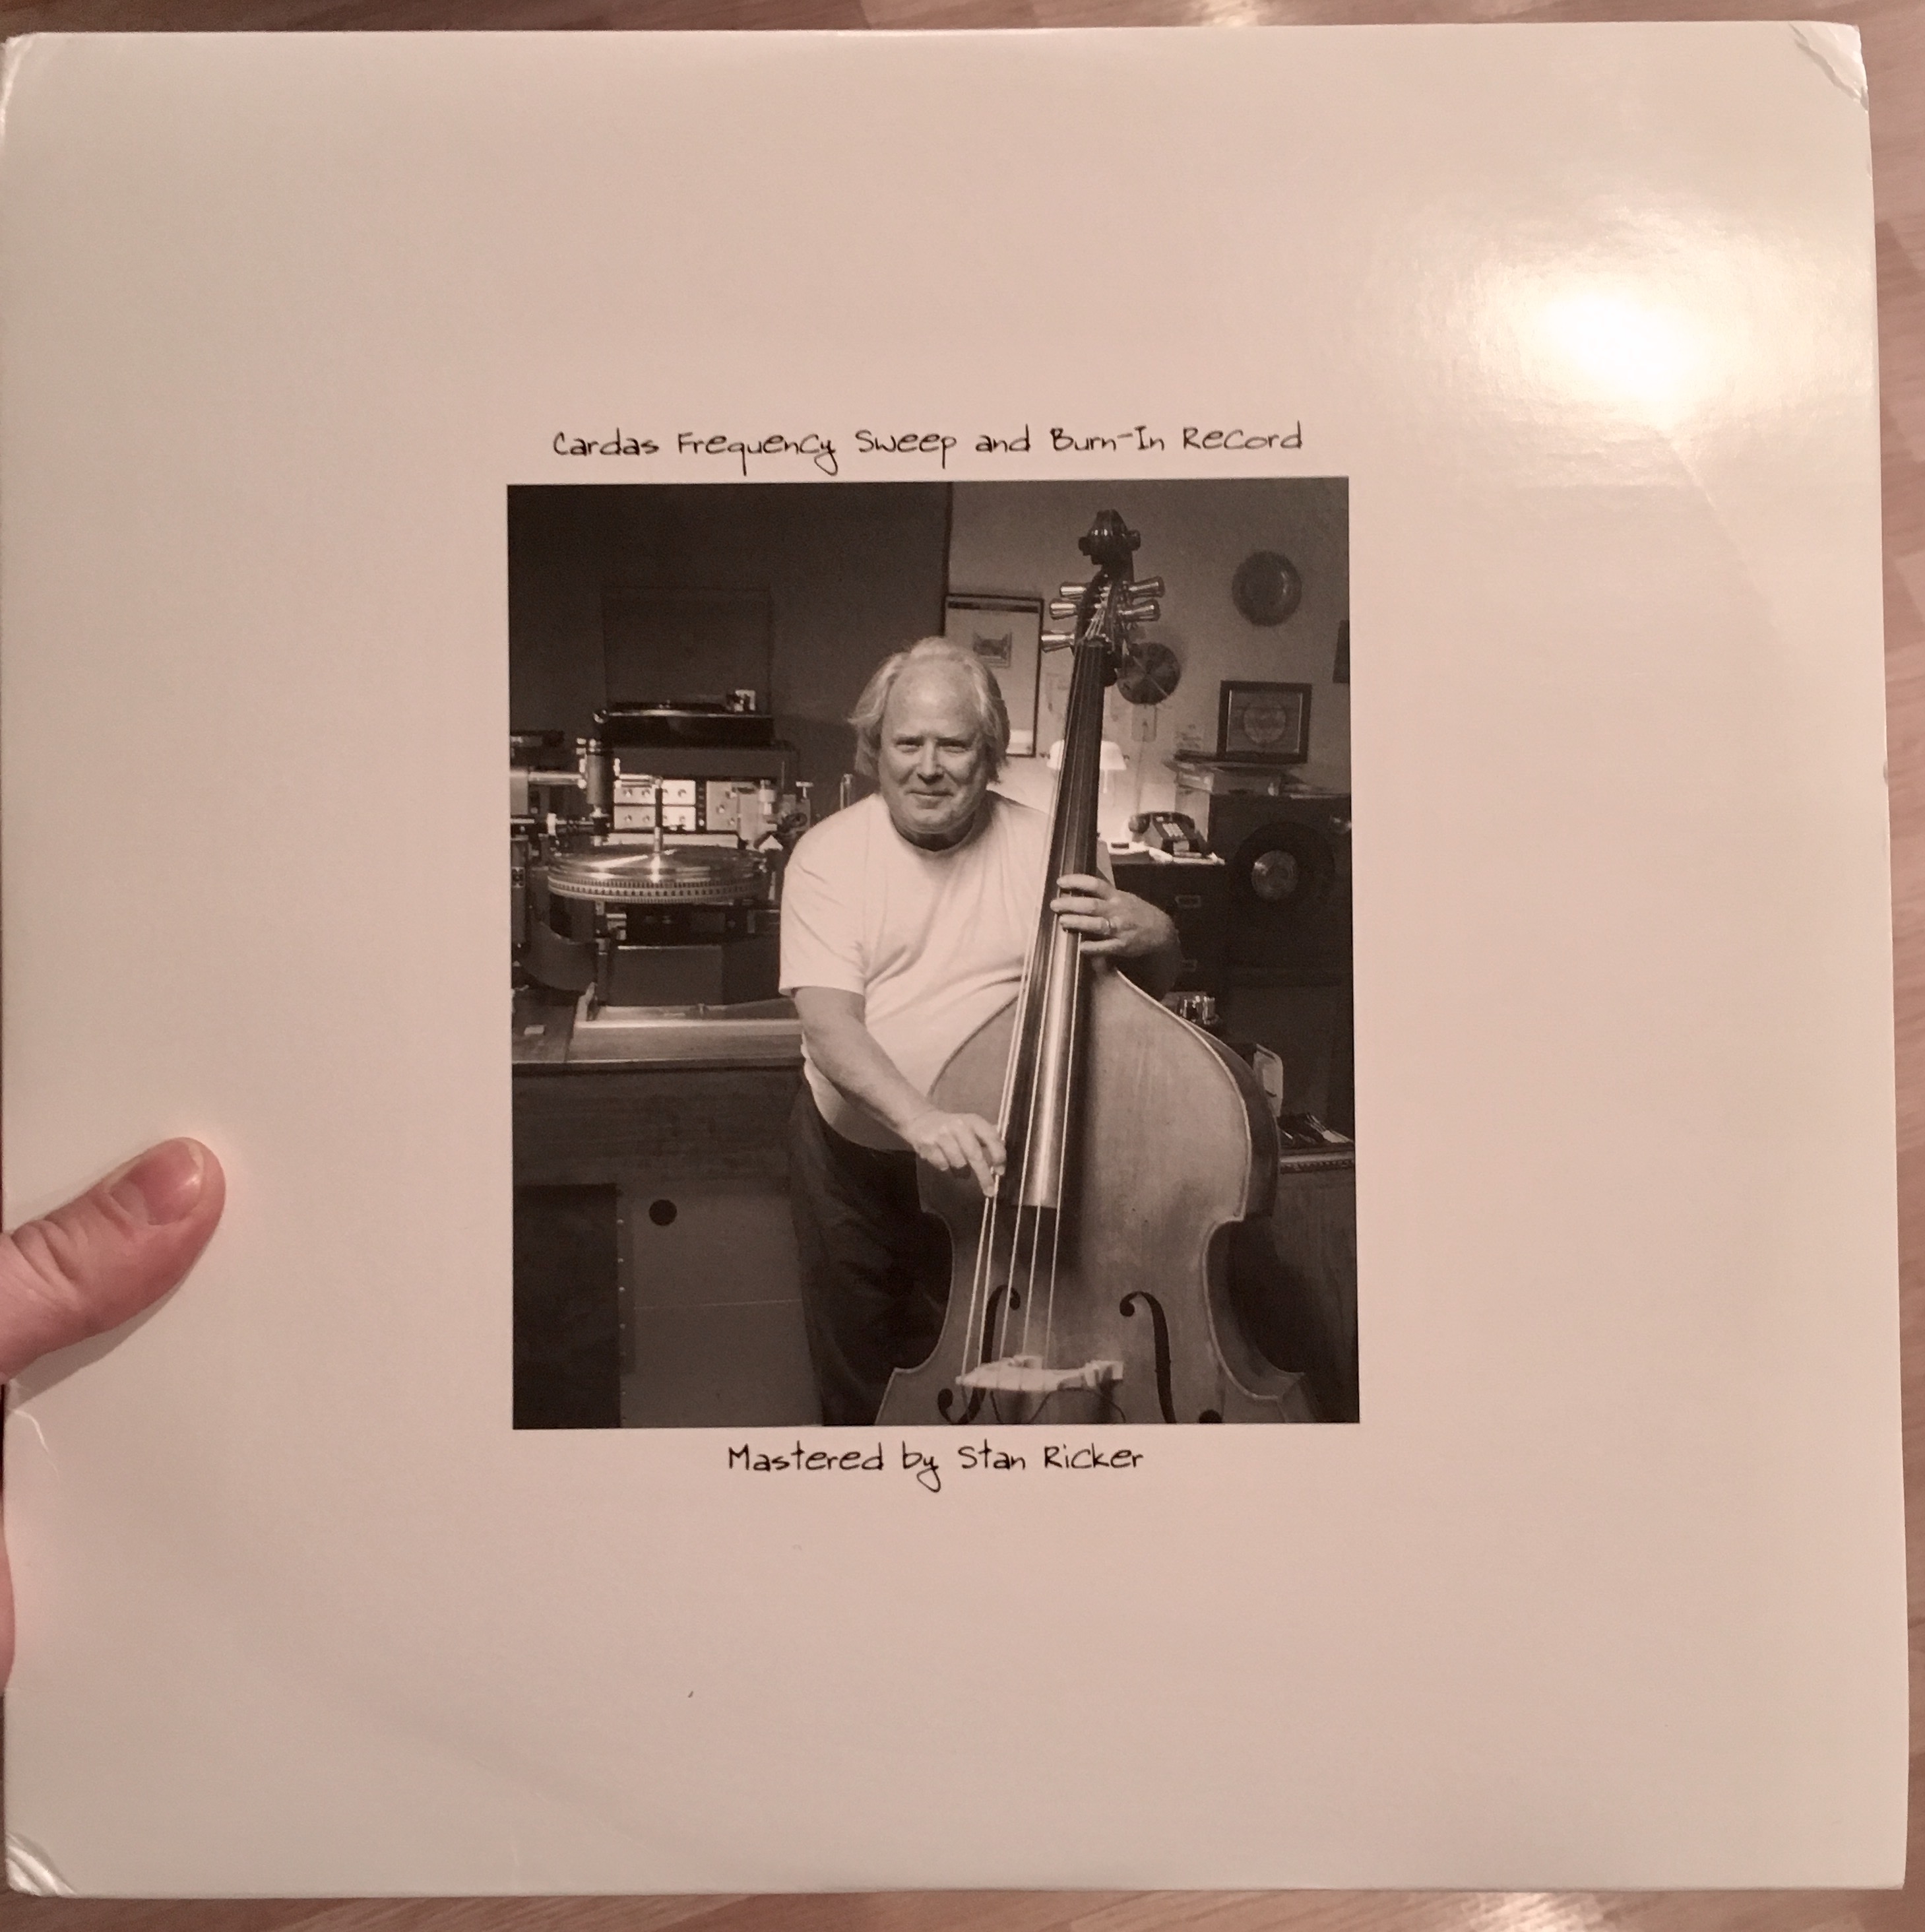 Cardas Frequency Sweep and Burn-In Record
Mastered by Stan Ricker